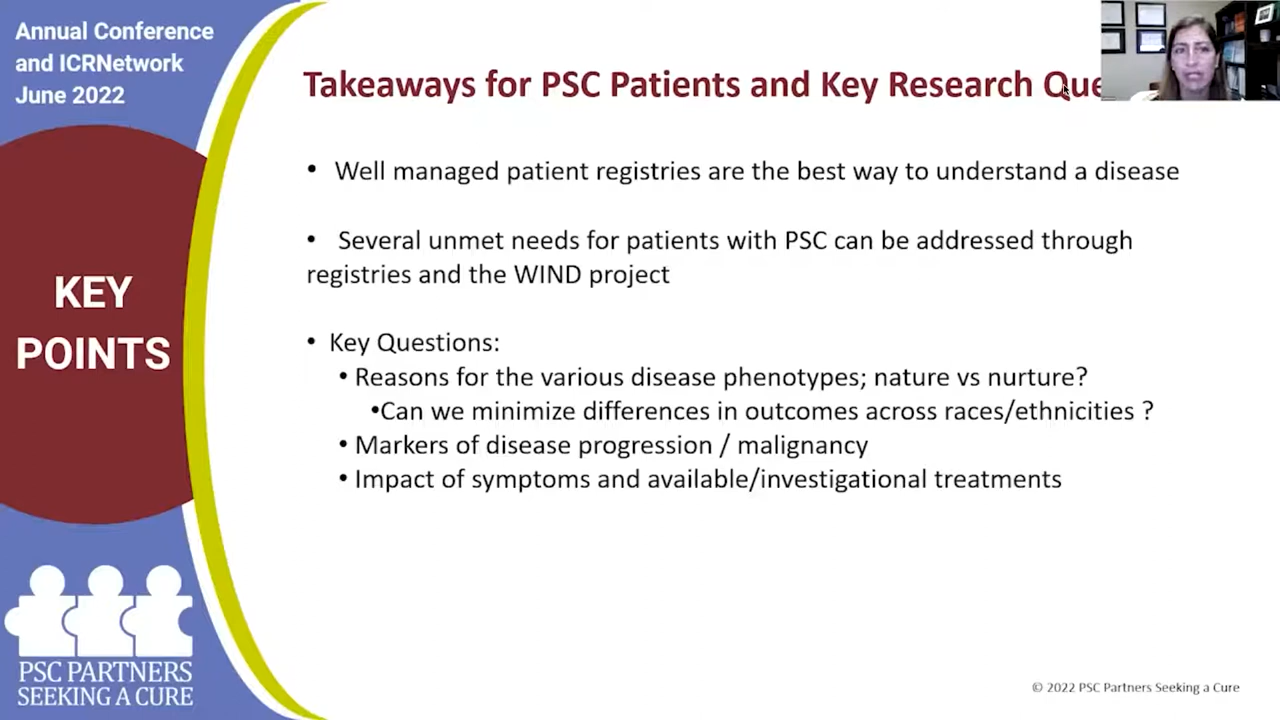 Annual Conference
and ICRNetwork
June 2022
Takeaways for PSC Patients and Key Research
• Well managed patient registries are the best way to understand a disease
• Several unmet needs for patients with PSC can be addressed through
registries and the WIND project
• Key Questions:
• Reasons for the various disease phenotypes; nature vs nurture?
•Can we minimize differences in outcomes across races/ethnicities ?
• Markers of disease progression / malignancy
• Impact of symptoms and available/investigational treatments
KEY
POINTS
PSC PARTNERS
SEEKING A CURE
© 2022 PSC Partners Seeking a Cure